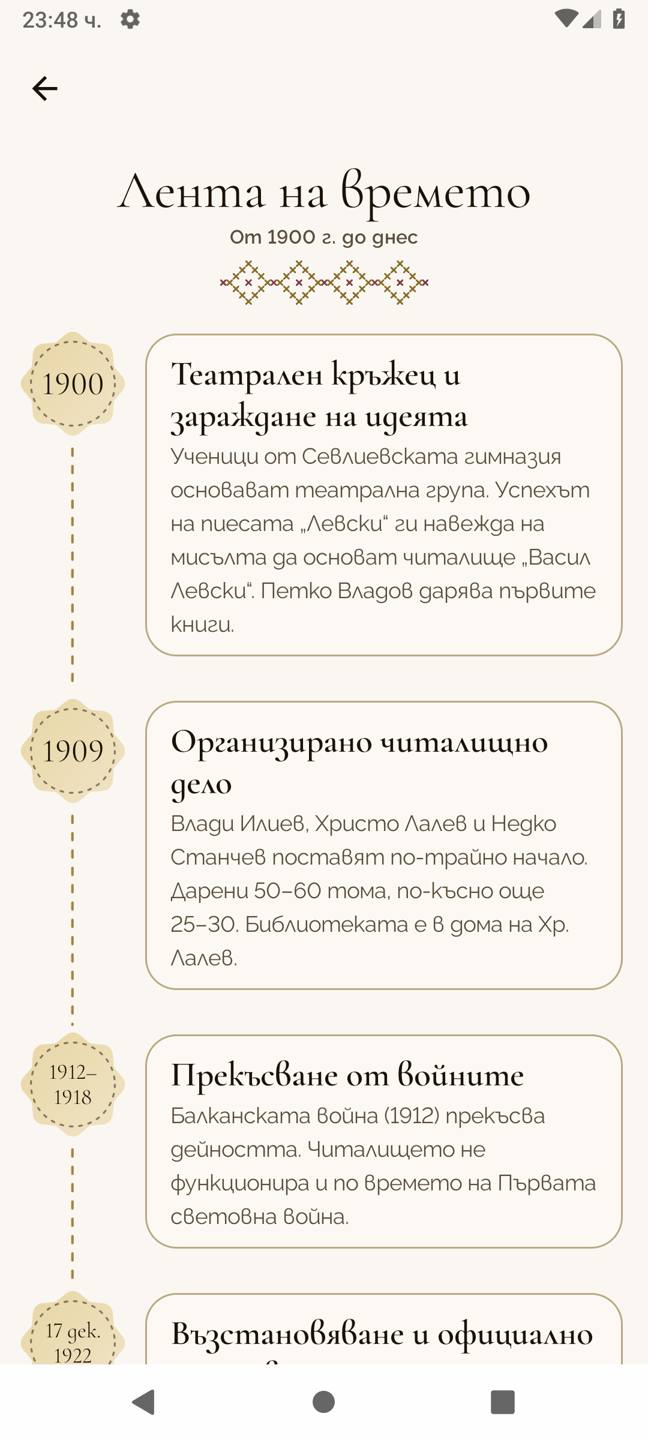 23:48 ч.
Лента на времето
От 1900 г. до днес
1900
Театрален кръжец и
зараждане на идеята
Ученици от Севлиевската гимназия
основават театрална група. Успехът
на пиесата „Левски“ ги навежда на
мисълта да основат читалище „Васил
Левски“. Петко Владов дарява първите
книги.
1909
Организирано читалищно
дело
Влади Илиев, Христо Лалев и Недко
Станчев поставят по-трайно начало.
Дарени 50–60 тома, по-късно още
25–30. Библиотеката е в дома на Хр.
Лалев.
1912–
1918
Прекъсване от войните
Балканската война (1912) прекъсва
дейността. Читалището не
функционира и по времето на Първата
световна война.
17 дек.
1922
Възстановяване и официално